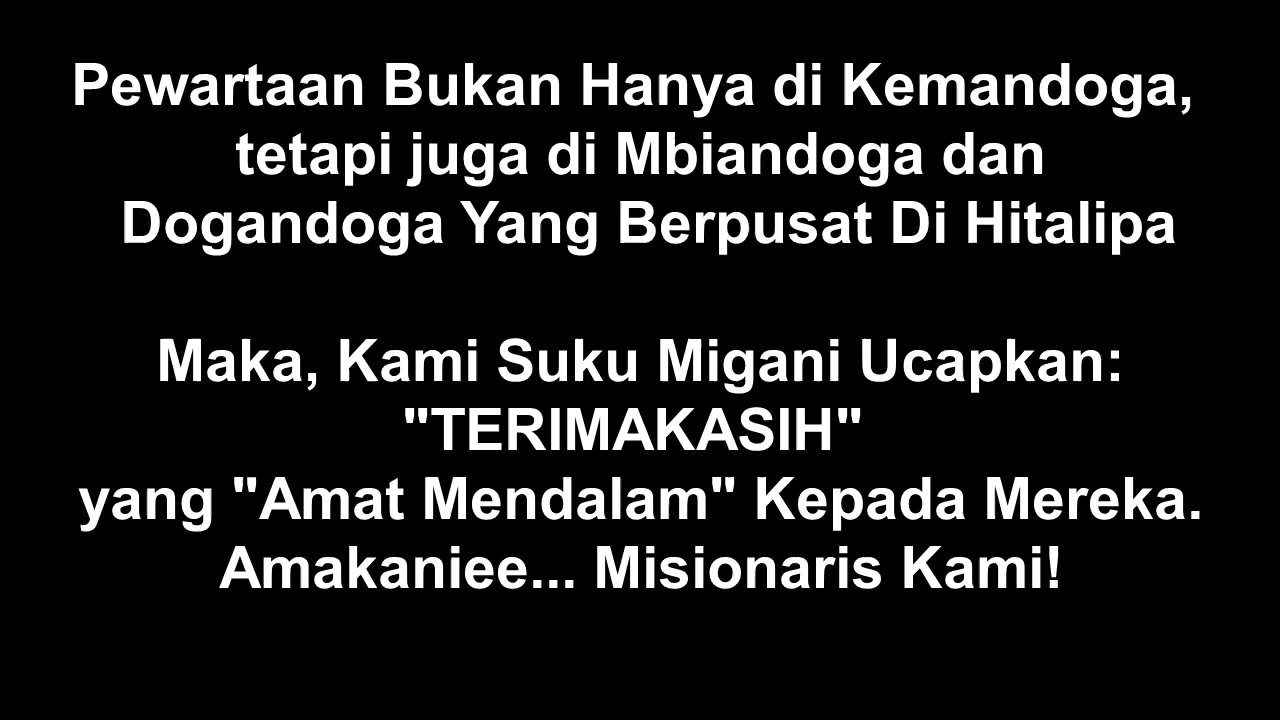 Pewartaan Bukan Hanya di Kemandoga,
tetapi juga di Mbiandoga dan
Dogandoga Yang Berpusat Di Hitalipa
Maka, Kami Suku Migani Ucapkan:
"TERIMAKASIH"
yang "Amat Mendalam" Kepada Mereka.
Amakaniee... Misionaris Kami!